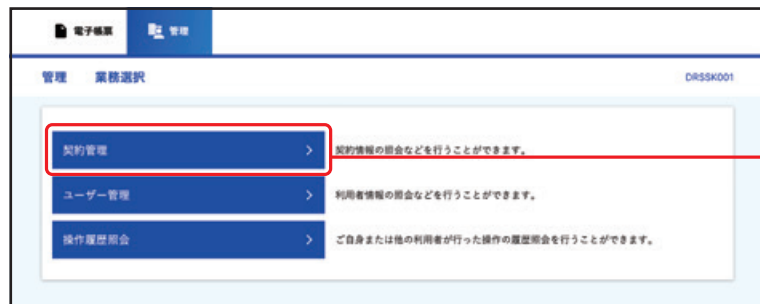 電子帳票 管理
管理 業務選択 DRSSK001
契約管理 > 契約情報の照会などを行うことができます。
ユーザー管理 > 利用者情報の照会などを行うことができます。
操作履歴照会 > ご自身または他の利用者が行った操作の履歴照会を行うことができます。